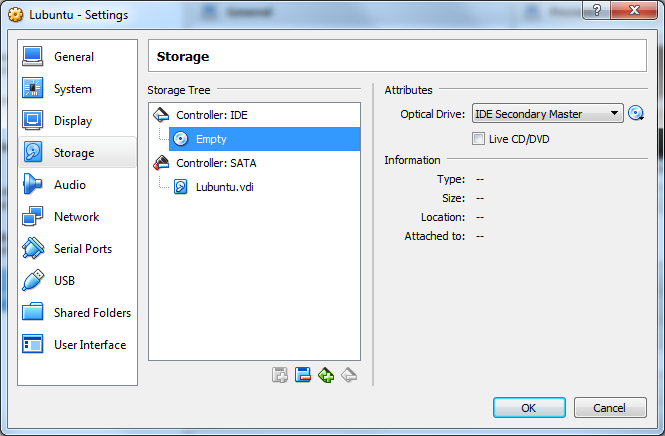 Lubuntu - Settings
General
System
Display
Storage
Audio
Network
Serial Ports
USB
Shared Folders
User Interface
Storage
Storage Tree
Controller: IDE
Empty
Controller: SATA
Lubuntu.vdi
Attributes
Optical Drive: IDE Secondary Master
Live CD/DVD
Information
Type: --
Size: --
Location: --
Attached to: --
OK Cancel